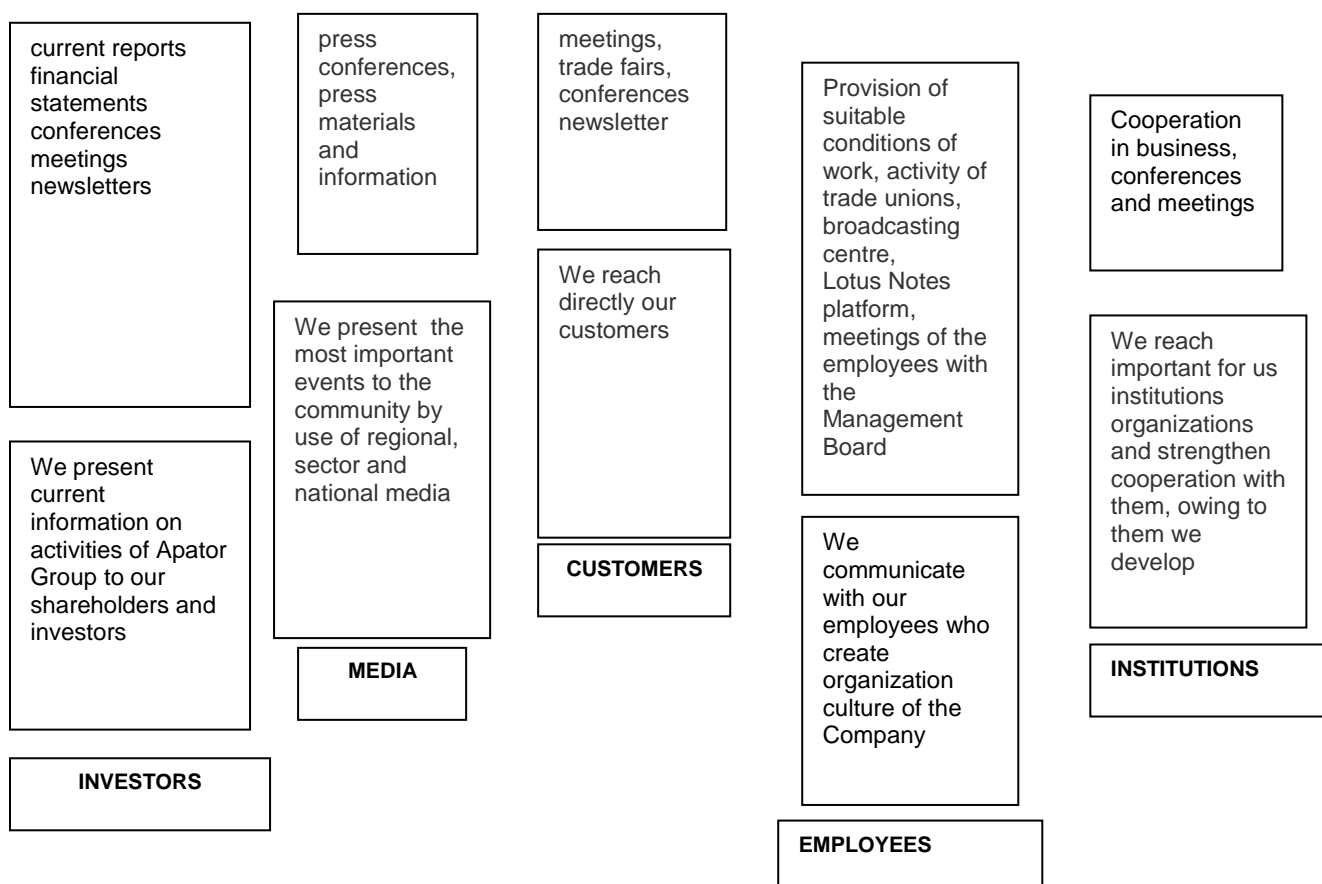 current reports
financial
statements
conferences
meetings
newsletters
We present
current
information on
activities of Apator
Group to our
shareholders and
investors
INVESTORS
press
conferences,
press
materials
and
information
We present  the
most important
events to the
community by
use of regional,
sector and
national media
MEDIA
meetings,
trade fairs,
conferences
newsletter
We reach
directly our
customers
CUSTOMERS
Provision of
suitable
conditions of
work, activity of
trade unions,
broadcasting
centre,
Lotus Notes
platform,
meetings of the
employees with
the
Management
Board
We
communicate
with our
employees who
create
organization
culture of the
Company
EMPLOYEES
Cooperation
in business,
conferences
and meetings
We reach
important for us
institutions
organizations
and strengthen
cooperation with
them, owing to
them we
develop
INSTITUTIONS